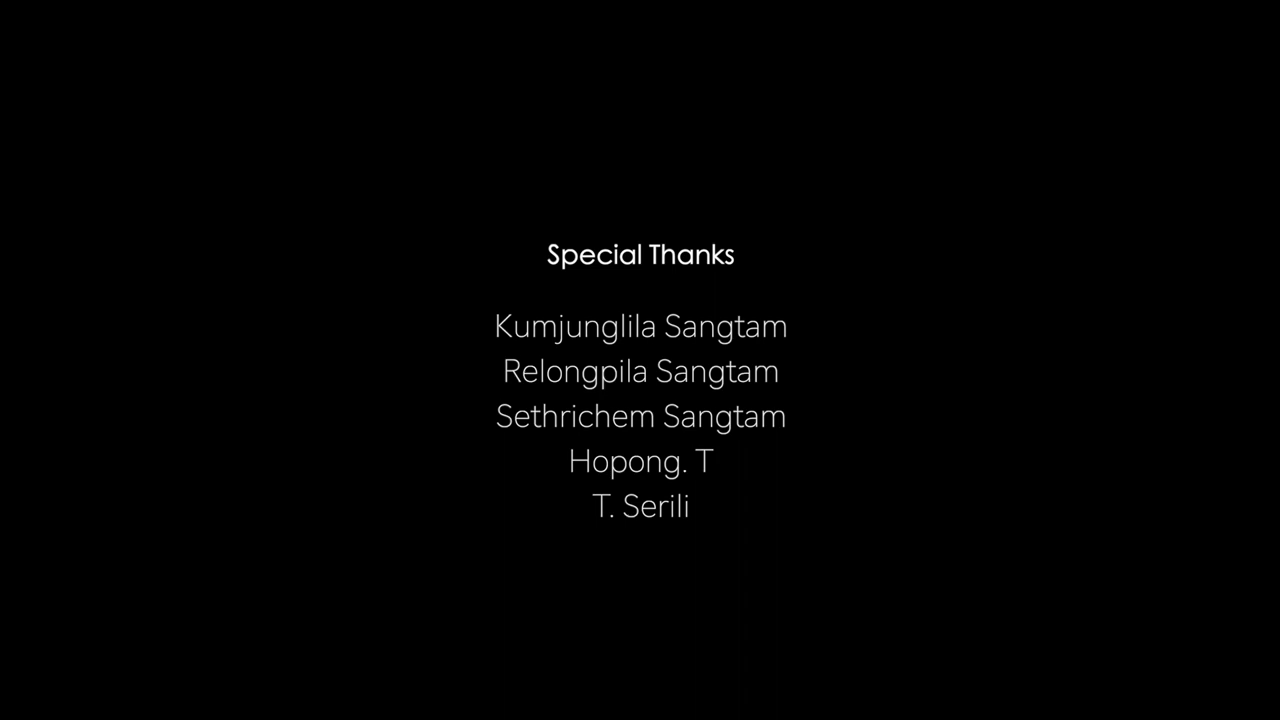 Special Thanks
Kumjunglila Sangtam
Relongpila Sangtam
Sethrichem Sangtam
Hopong. T
T. Serili